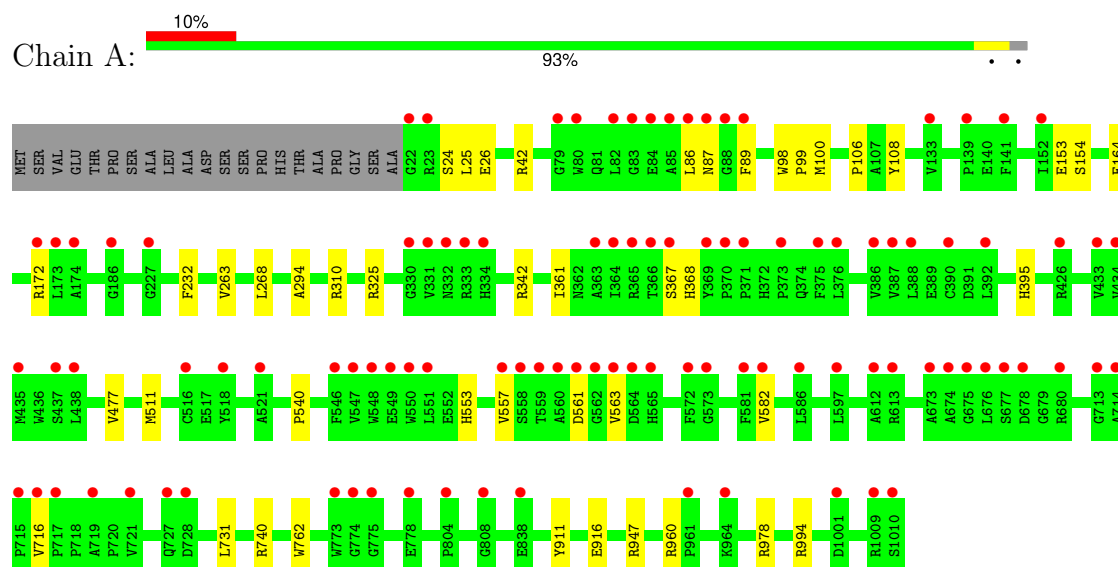 10%
Chain A:
93%
MET SER VAL GLU THR PRO SER ALA LEU ALA ASP SER SER PRO HIS THR ALA PRO GLY SER ALA G22 R23 S24 L25 E26 R42 G79 W80 Q81 L82 G83 E84 A85 L86 N87 G88 F89 W98 P99 M100 P106 A107 Y108 V133 P139 E140 F141 I152 E153 S154
R172 L173 A174 G186 G227 F232 V263 L268 A294 R310 R325 G330 V331 N332 R333 H334 R342 I361 N362 A363 I364 R365 T366 S367 H368 Y369 P370 P371 H372 P373 Q374 F375 L376 V386 V387 L388 E389 C390 D391 L392 H395 R426 V433
M435 W436 S437 L438 V477 M511 C516 E517 Y518 A521 P540 F546 V547 W548 E549 W550 L551 E552 H553 V557 S558 T559 A560 D561 G562 V563 D564 H565 F572 G573 F581 V582 L586 L597 A612 R613 A673 A674 G675 L676 S677 D678 G679 R680 G713
P715 V716 P717 P718 A719 P720 V721 Q727 D728 L731 R740 W762 W773 G774 G775 E778 P804 G808 E838 Y911 E916 R947 R960 P961 K964 R978 R994 D1001 R1009 S1010